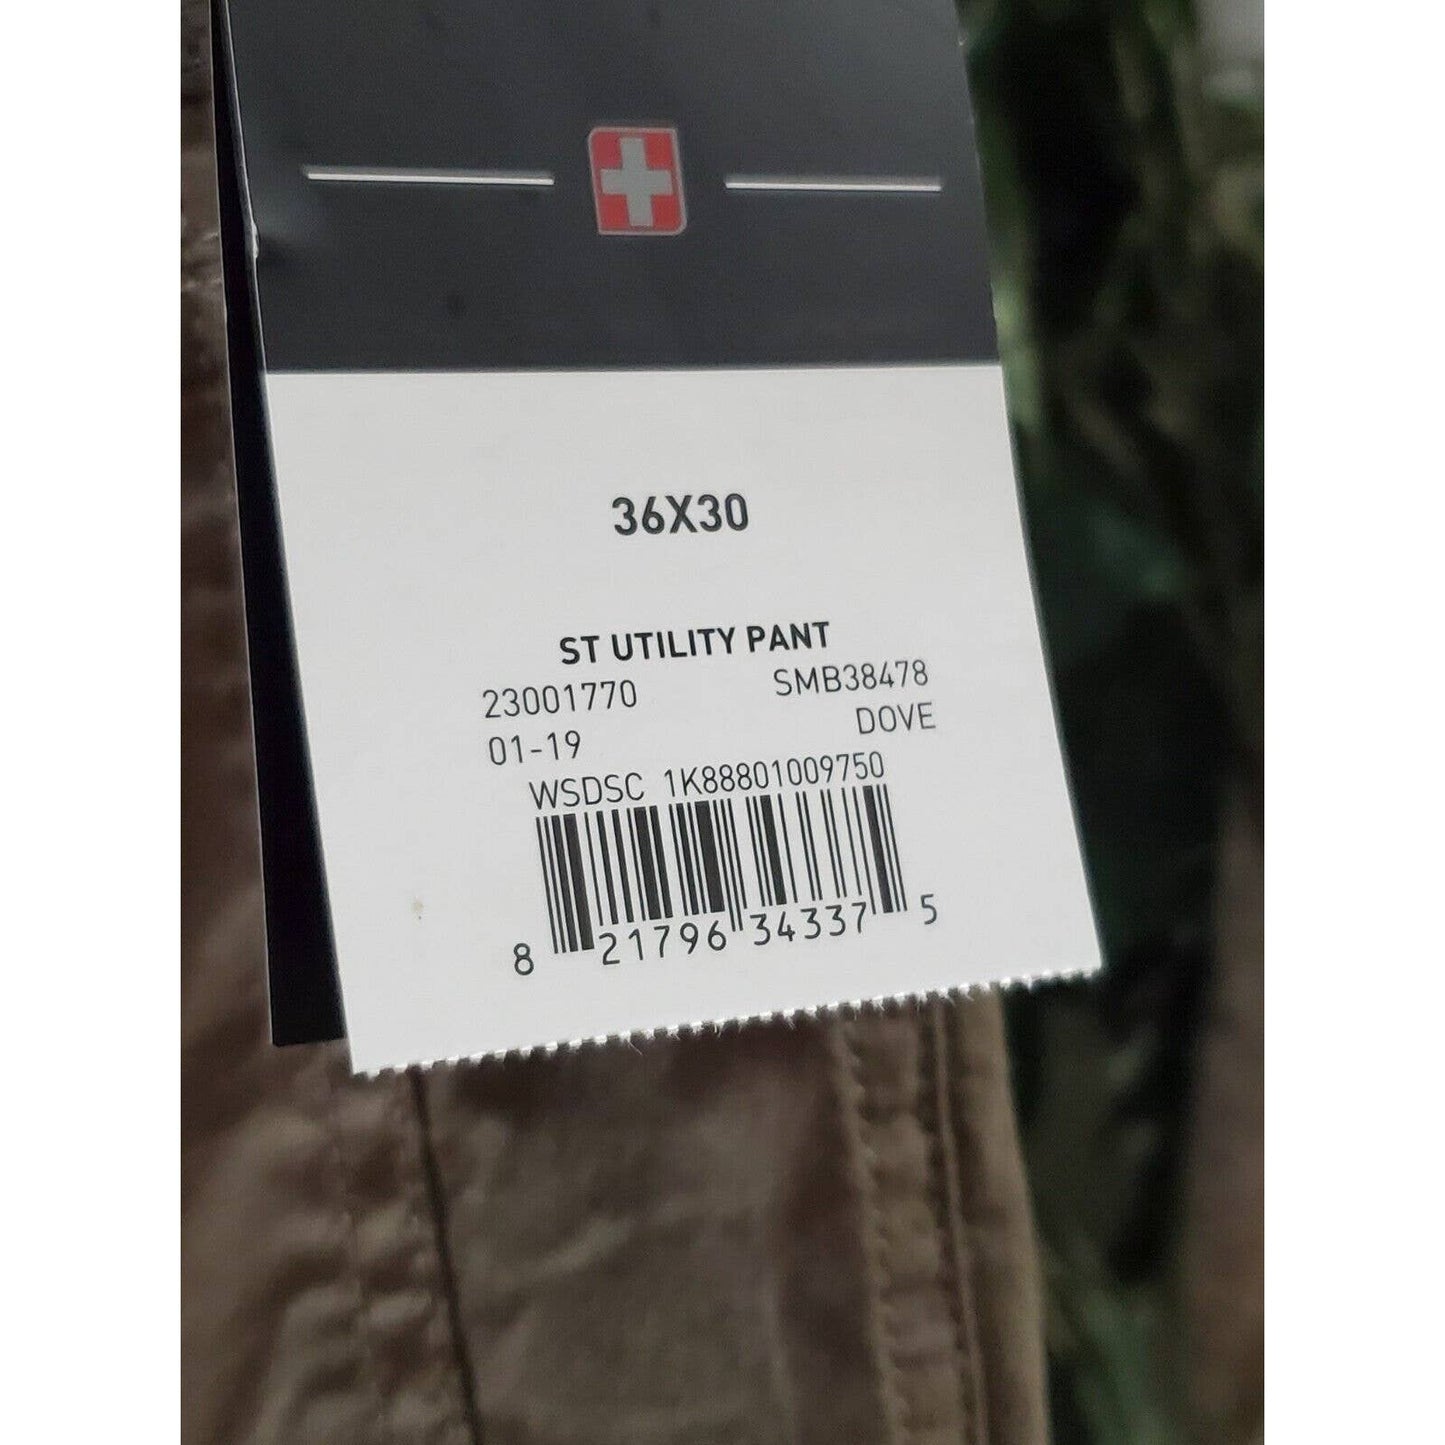 36X30
ST UTILITY PANT
23001770 SMB38478
01-19 DOVE
WSDSC 1K88801009750
8 21796 34337 5